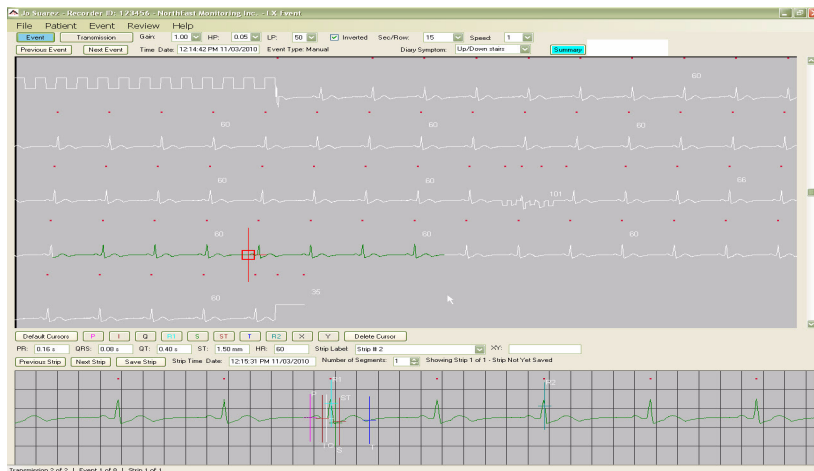 Jo Suarez - Recorder ID: 123456 - NorthEast Monitoring Inc. - LX Event
File Patient Event Review Help
Event Transmission Gain: 1.00 HP: 0.05 LP: 50 Inverted Sec/Row: 15 Speed: 1
Previous Event Next Event Time Date: 12:14:42 PM 11/03/2010 Event Type: Manual Diary Symptom: Up/Down stairs Summary
60
60 60 60
60 60 101 66
60 60 60
60 35
Default Cursors P I Q R1 S ST T R2 X Y Delete Cursor
PR: 0.16 s QRS: 0.08 s QT: 0.40 s ST: 1.50 mm HR: 60 Strip Label: Strip # 2 XY:
Previous Strip Next Strip Save Strip Strip Time Date: 12:15:31 PM 11/03/2010 Number of Segments: 1 Showing Strip 1 of 1 - Strip Not Yet Saved
R1 R2
ST
S T
Transmission 2 of 2 | Event 1 of 8 | Strip 1 of 1